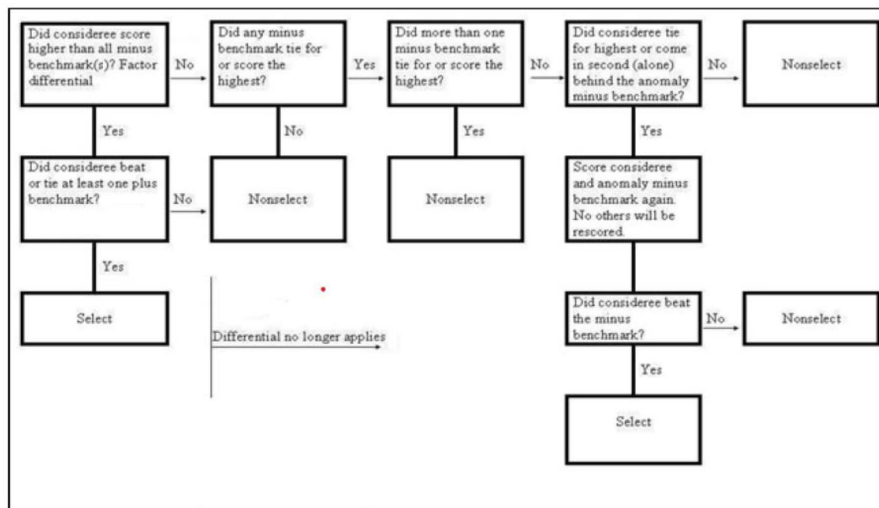 Did consideree score
higher than all minus
benchmark(s)? Factor
differential
No
Did any minus
benchmark tie for
or score the
highest?
Yes
Did more than one
minus benchmark
tie for or score the
highest?
No
Did consideree tie
for highest or come
in second (alone)
behind the anomaly
minus benchmark?
No
Nonselect
Yes
No
Yes
Yes
Did consideree beat
or tie at least one plus
benchmark?
No
Nonselect
Nonselect
Score consideree
and anomaly minus
benchmark again.
No others will be
rescored.
Yes
Select
Differential no longer applies
Did consideree beat
the minus
benchmark?
No
Nonselect
Yes
Select